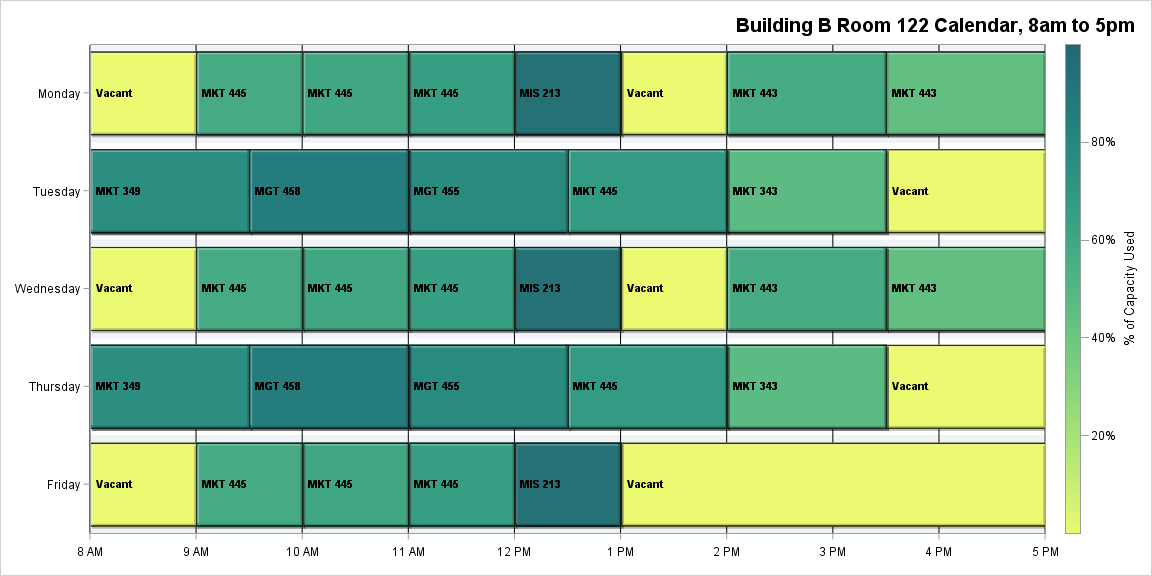 Building B Room 122 Calendar, 8am to 5pm
Monday
Vacant
MKT 445
MKT 445
MKT 445
MIS 213
Vacant
MKT 443
MKT 443
Tuesday
MKT 349
MGT 458
MGT 455
MKT 445
MKT 343
Vacant
Wednesday
Vacant
MKT 445
MKT 445
MKT 445
MIS 213
Vacant
MKT 443
MKT 443
Thursday
MKT 349
MGT 458
MGT 455
MKT 445
MKT 343
Vacant
Friday
Vacant
MKT 445
MKT 445
MKT 445
MIS 213
Vacant
8 AM
9 AM
10 AM
11 AM
12 PM
1 PM
2 PM
3 PM
4 PM
5 PM
80%
60%
40%
20%
% of Capacity Used